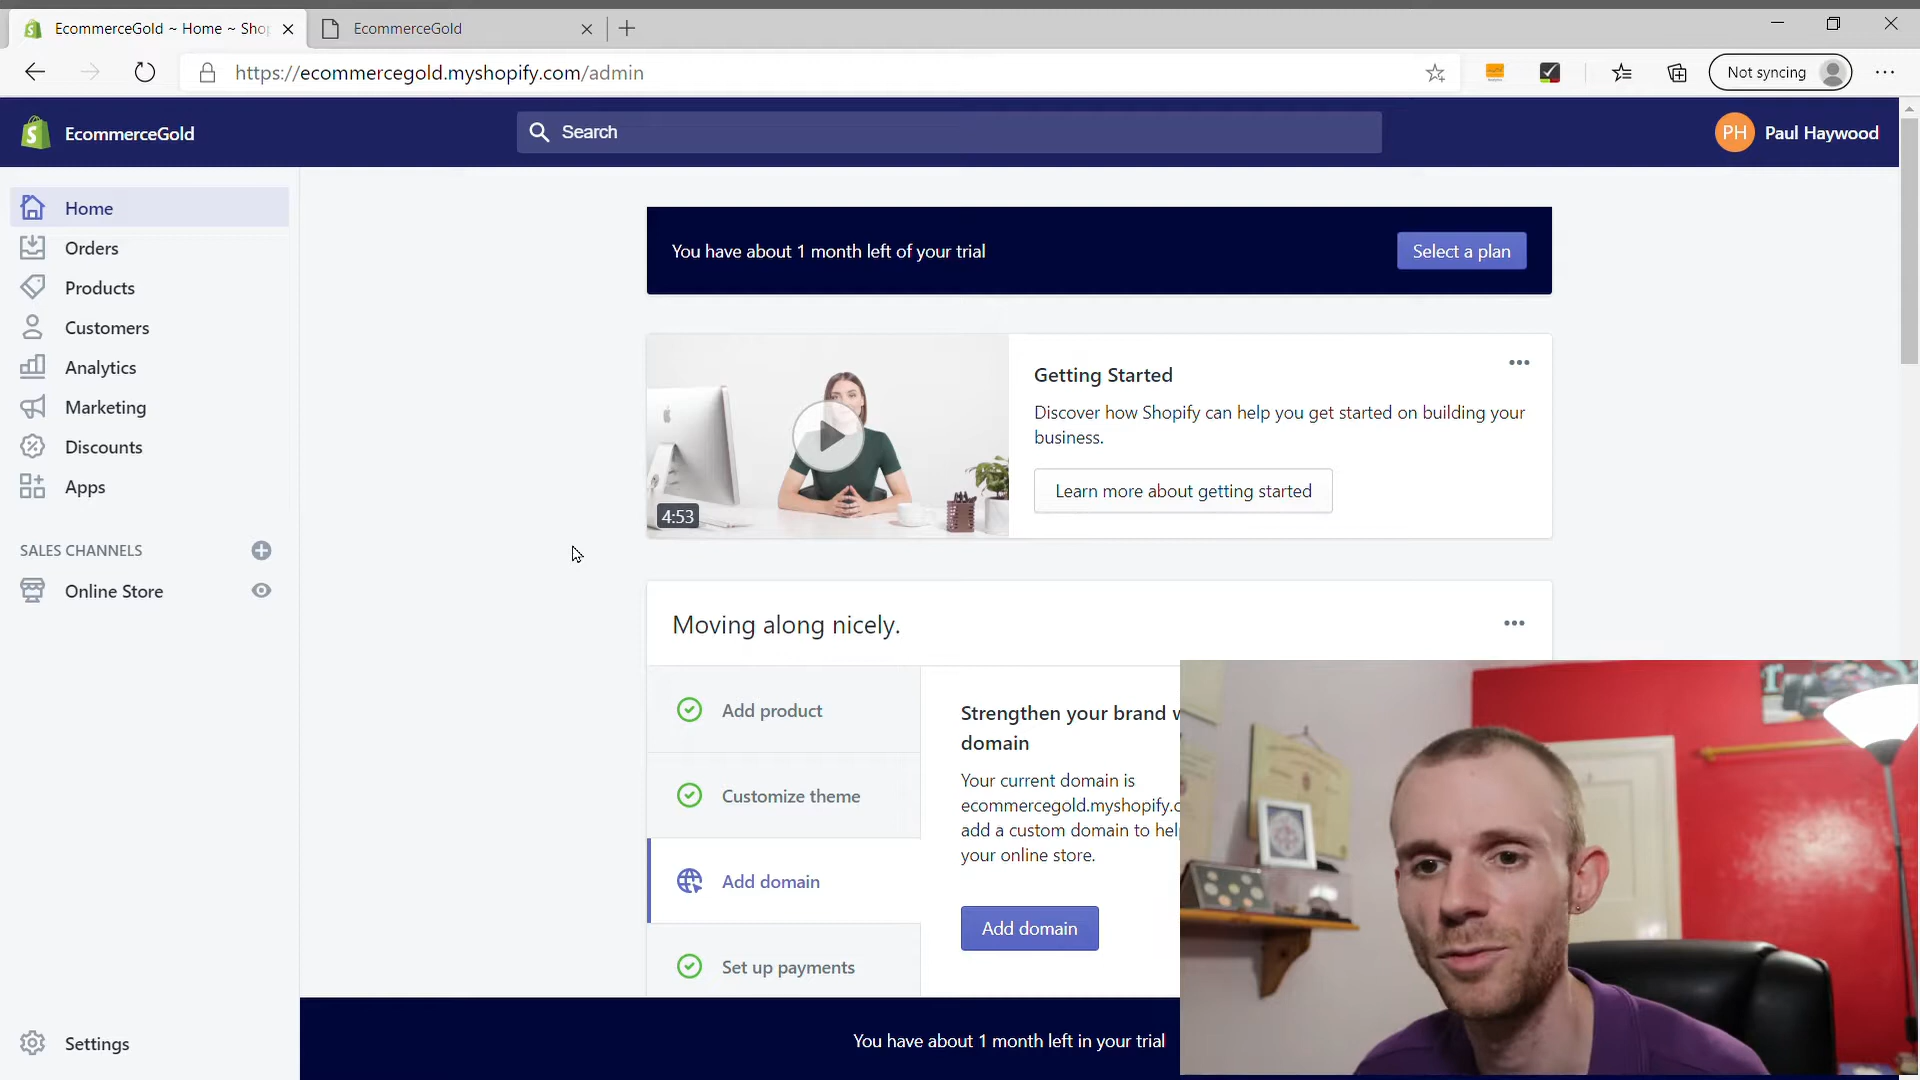 EcommerceGold ~ Home ~ Sho
EcommerceGold
https://ecommercegold.myshopify.com/admin
Not syncing
EcommerceGold
Search
PH
Paul Haywood
Home
Orders
Products
Customers
Analytics
Marketing
Discounts
Apps
SALES CHANNELS
Online Store
Settings
You have about 1 month left of your trial
Select a plan
4:53
Getting Started
Discover how Shopify can help you get started on building your
business.
Learn more about getting started
Moving along nicely.
Add product
Customize theme
Add domain
Set up payments
Strengthen your brand w
domain
Your current domain is
ecommercegold.myshopify.c
add a custom domain to hel
your online store.
Add domain
You have about 1 month left in your trial